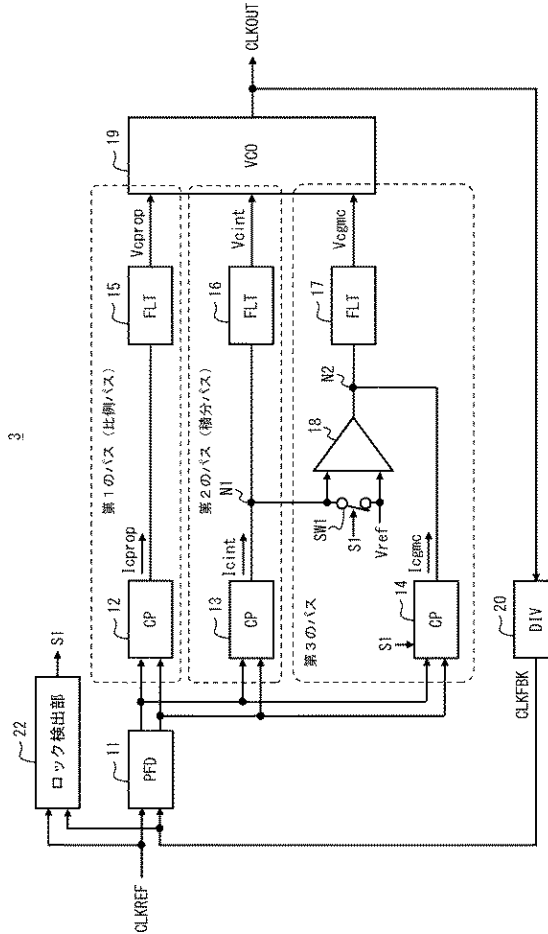 3
22
ロック検出部
S1
CLKREF
11
PFD
第1のパス（比例パス）
12
CP
Icprop
15
FLT
Vcprop
第2のパス（積分パス）
13
CP
Icint
N1
16
FLT
Vcint
第3のパス
S1
14
CP
Icgmc
SW1
S1
Vref
18
N2
17
FLT
Vcgmc
19
VCO
CLKOUT
20
DIV
CLKFBK